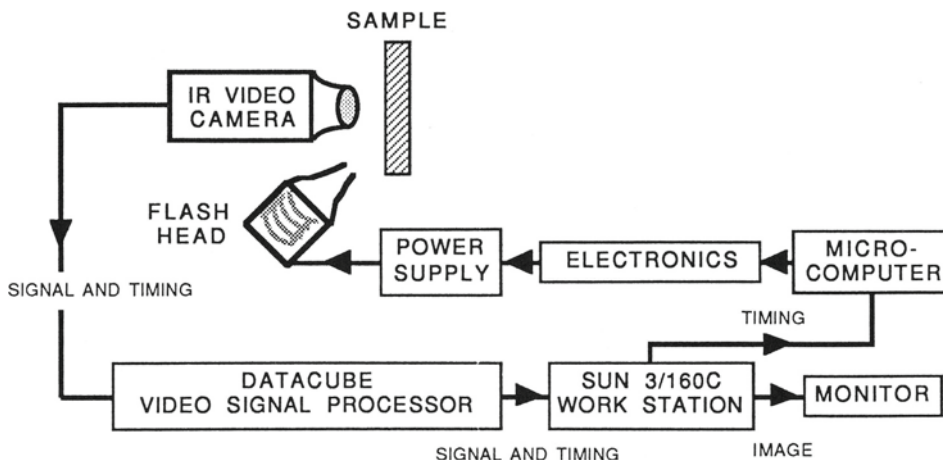 SAMPLE
IR VIDEO
CAMERA
FLASH
HEAD
POWER
SUPPLY
ELECTRONICS
MICRO-
COMPUTER
SIGNAL AND TIMING
TIMING
DATACUBE
VIDEO SIGNAL PROCESSOR
SUN 3/160C
WORK STATION
MONITOR
SIGNAL AND TIMING
IMAGE